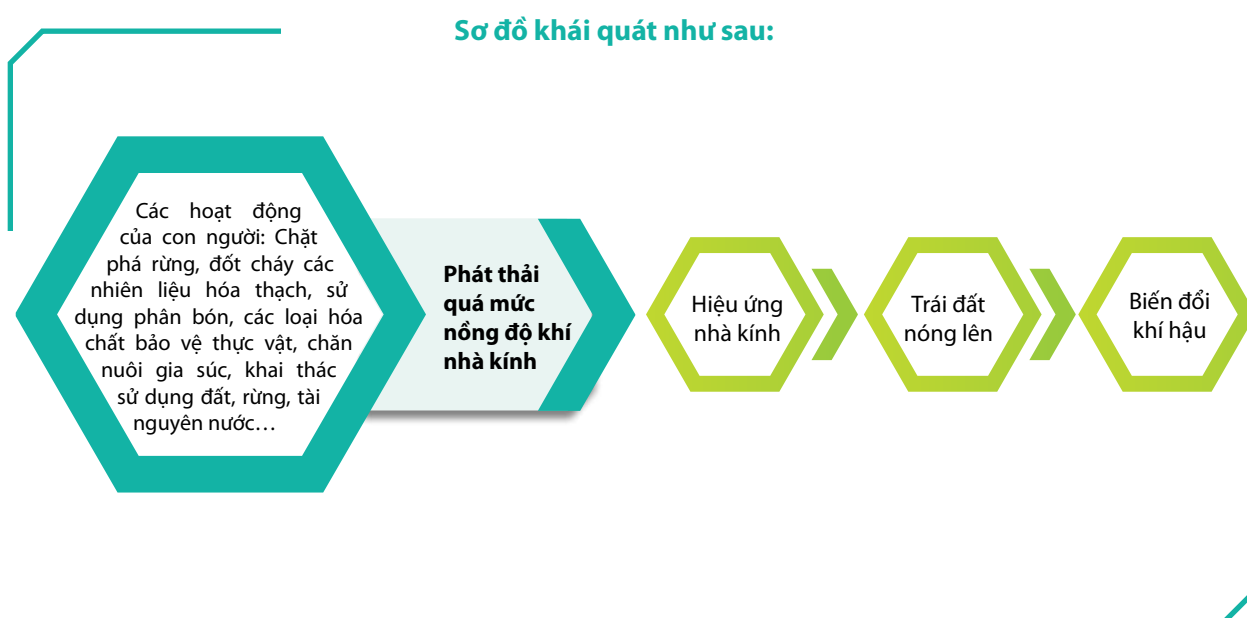 Sơ đồ khái quát như sau:
Các hoạt động
của con người: Chặt
phá rừng, đốt cháy các
nhiên liệu hóa thạch, sử
dụng phân bón, các loại hóa
chất bảo vệ thực vật, chăn
nuôi gia súc, khai thác
sử dụng đất, rừng, tài
nguyên nước…
Phát thải
quá mức
nồng độ khí
nhà kính
Hiệu ứng
nhà kính
Trái đất
nóng lên
Biến đổi
khí hậu